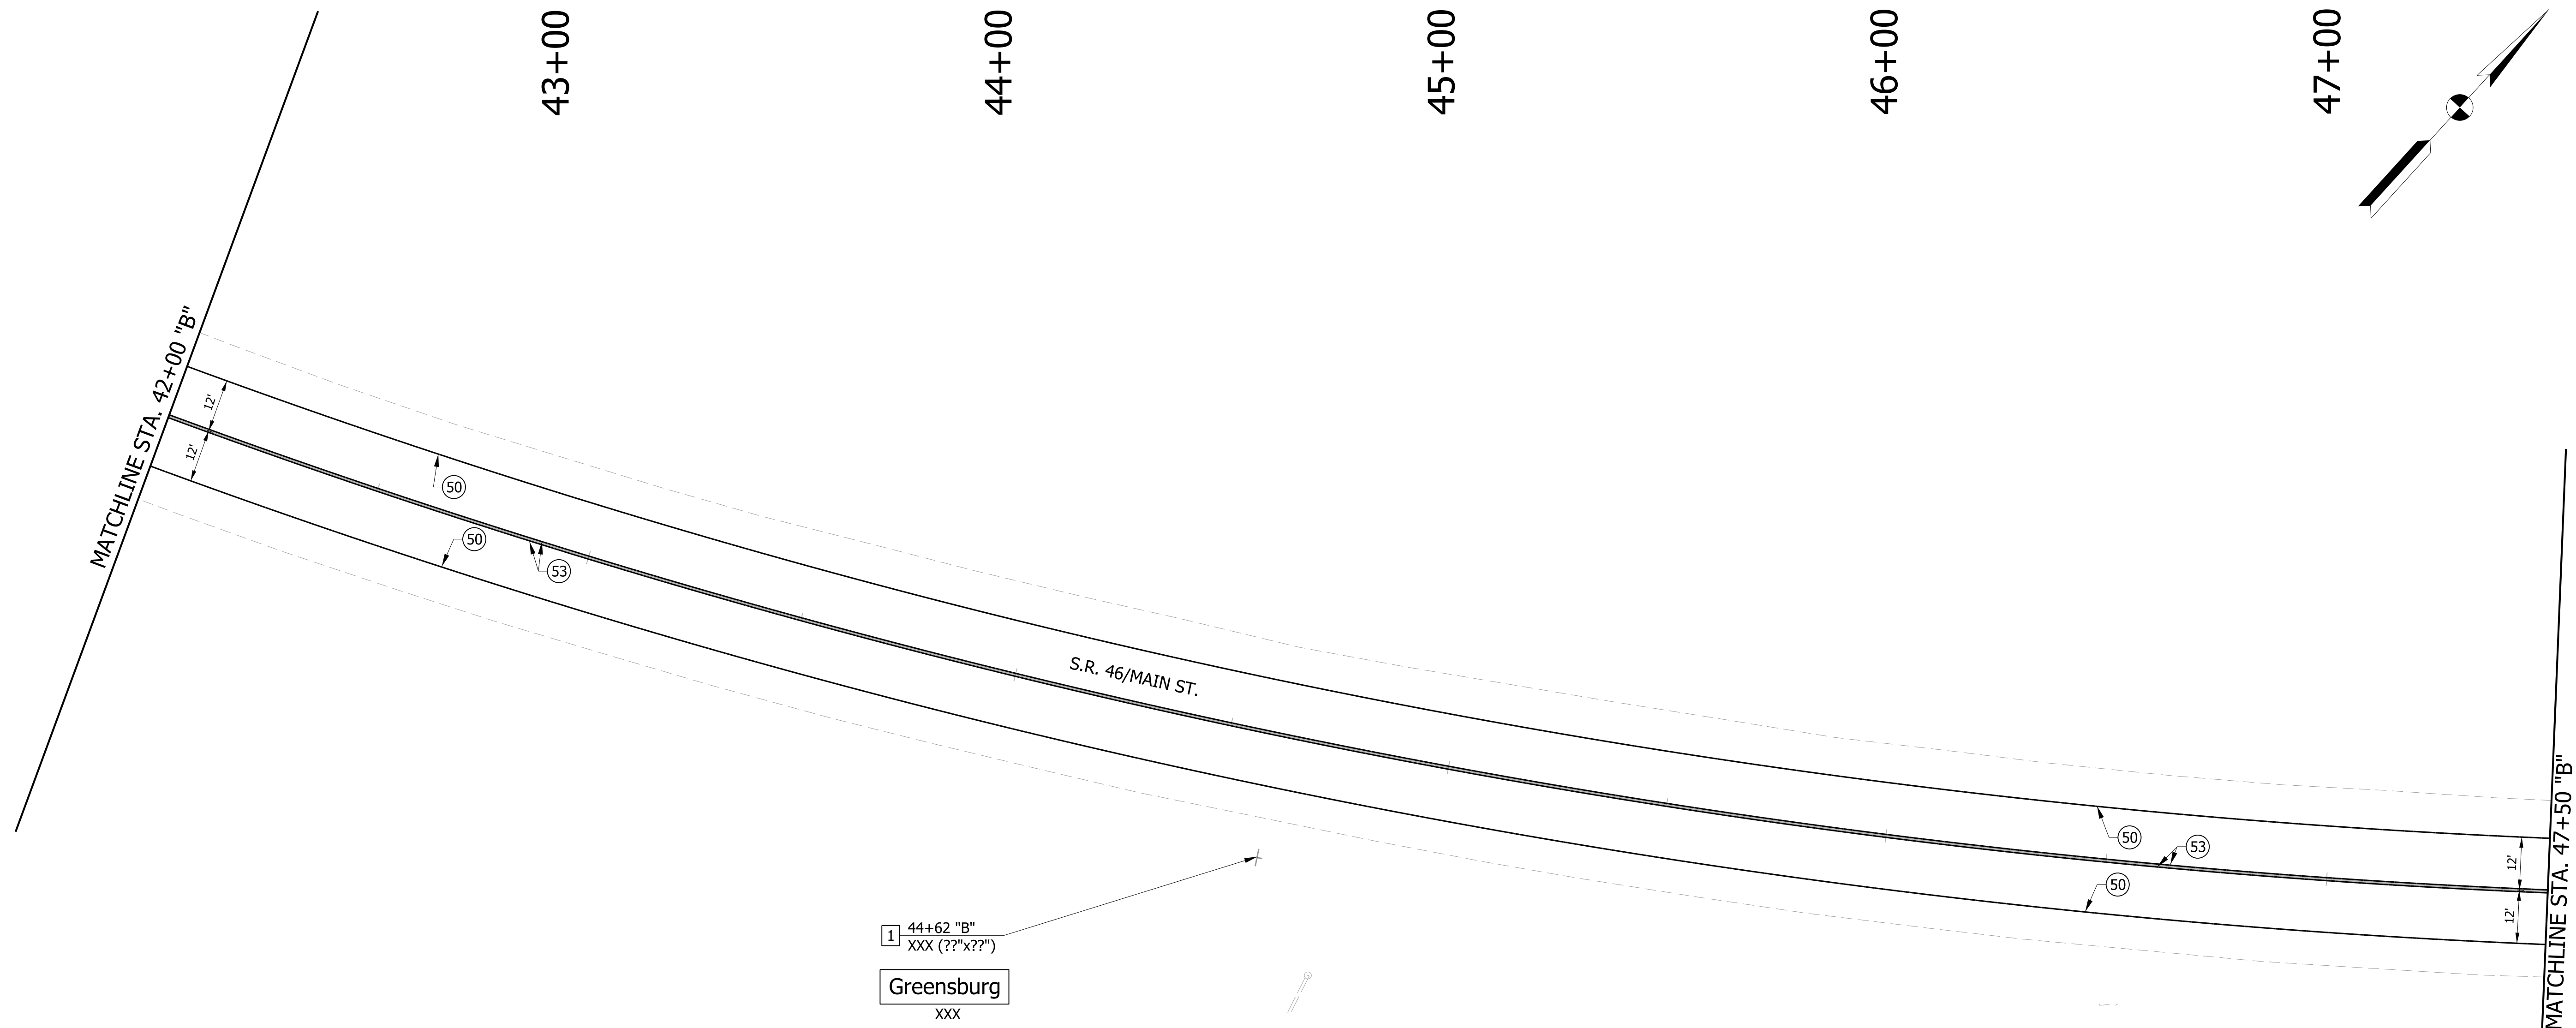 43+00
44+00
45+00
46+00
47+00
MATCHLINE STA. 42+00 "B"
12'
12'
50
50
53
S.R. 46/MAIN ST.
50
53
50
12'
12'
MATCHLINE STA. 47+50 "B"
1
44+62 "B"
XXX (??"x??")
Greensburg
XXX